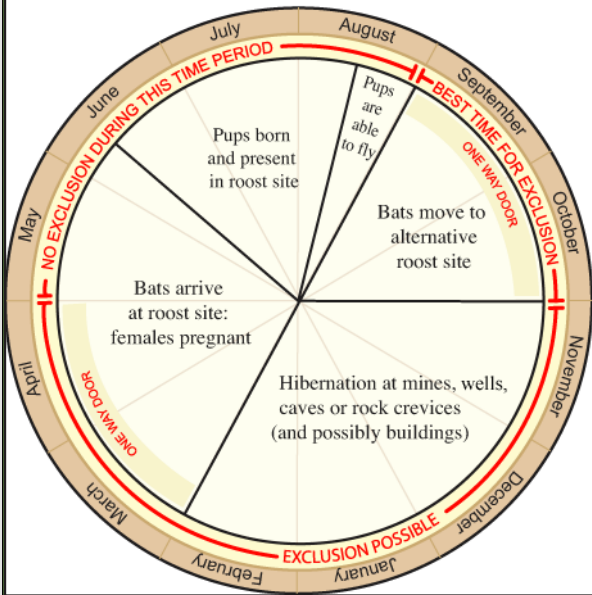 January
February
March
April
May
June
July
August
September
October
November
December
NO EXCLUSION DURING THIS TIME PERIOD
BEST TIME FOR EXCLUSION
EXCLUSION POSSIBLE
ONE WAY DOOR
ONE WAY DOOR
Pups born
and present
in roost site
Pups
are
able
to fly
Bats move to
alternative
roost site
Bats arrive
at roost site:
females pregnant
Hibernation at mines, wells,
caves or rock crevices
(and possibly buildings)